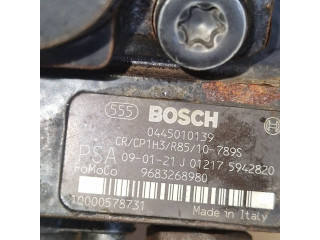 555 BOSCH
0445010139
CR/CP1H3/R85/10-789S
PSA 09-01-21 J 01217 5942820
FoMoCo 9683268980
10000578731
Made in Italy